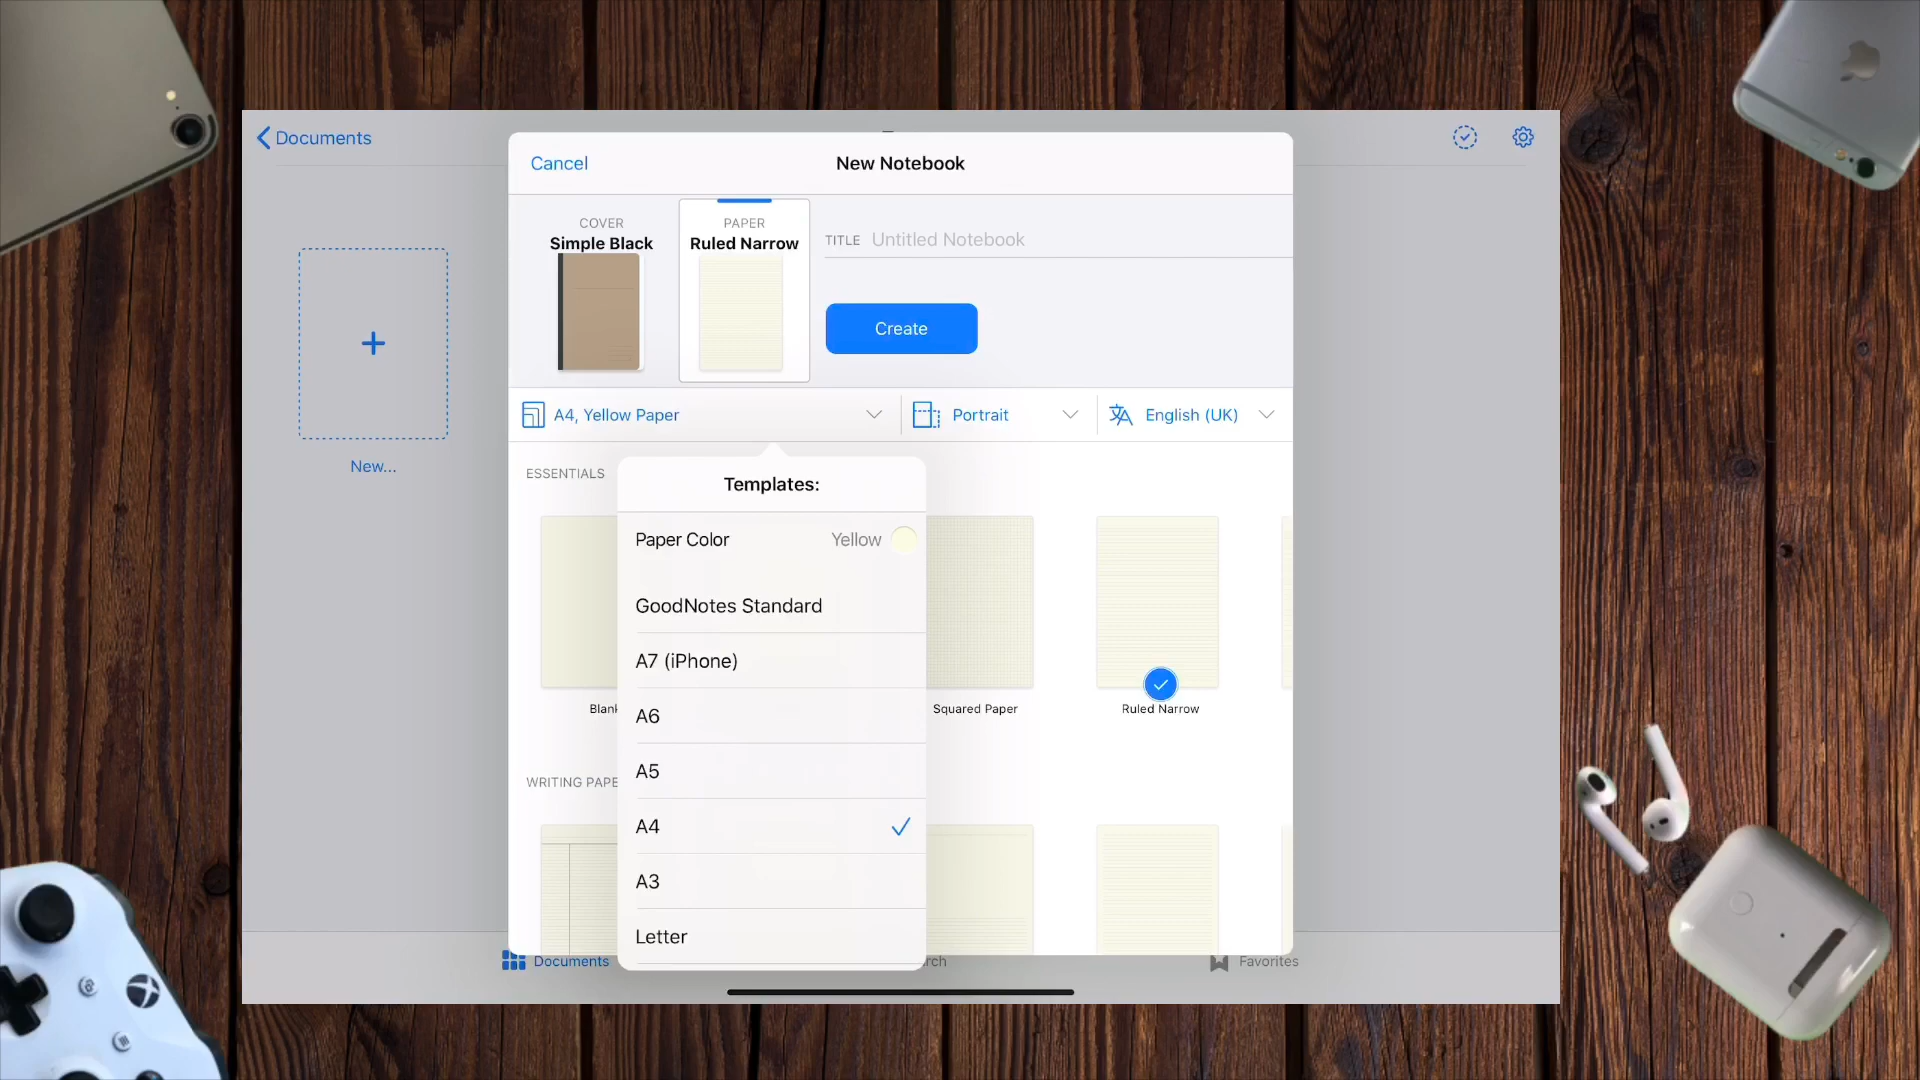 Documents
Cancel
New Notebook
COVER
Simple Black
PAPER
Ruled Narrow
TITLE Untitled Notebook
Create
New...
A4, Yellow Paper
Portrait
English (UK)
ESSENTIALS
Templates:
Paper Color Yellow
GoodNotes Standard
A7 (iPhone)
A6
A5
A4
A3
Letter
Squared Paper
Ruled Narrow
Documents
Favorites